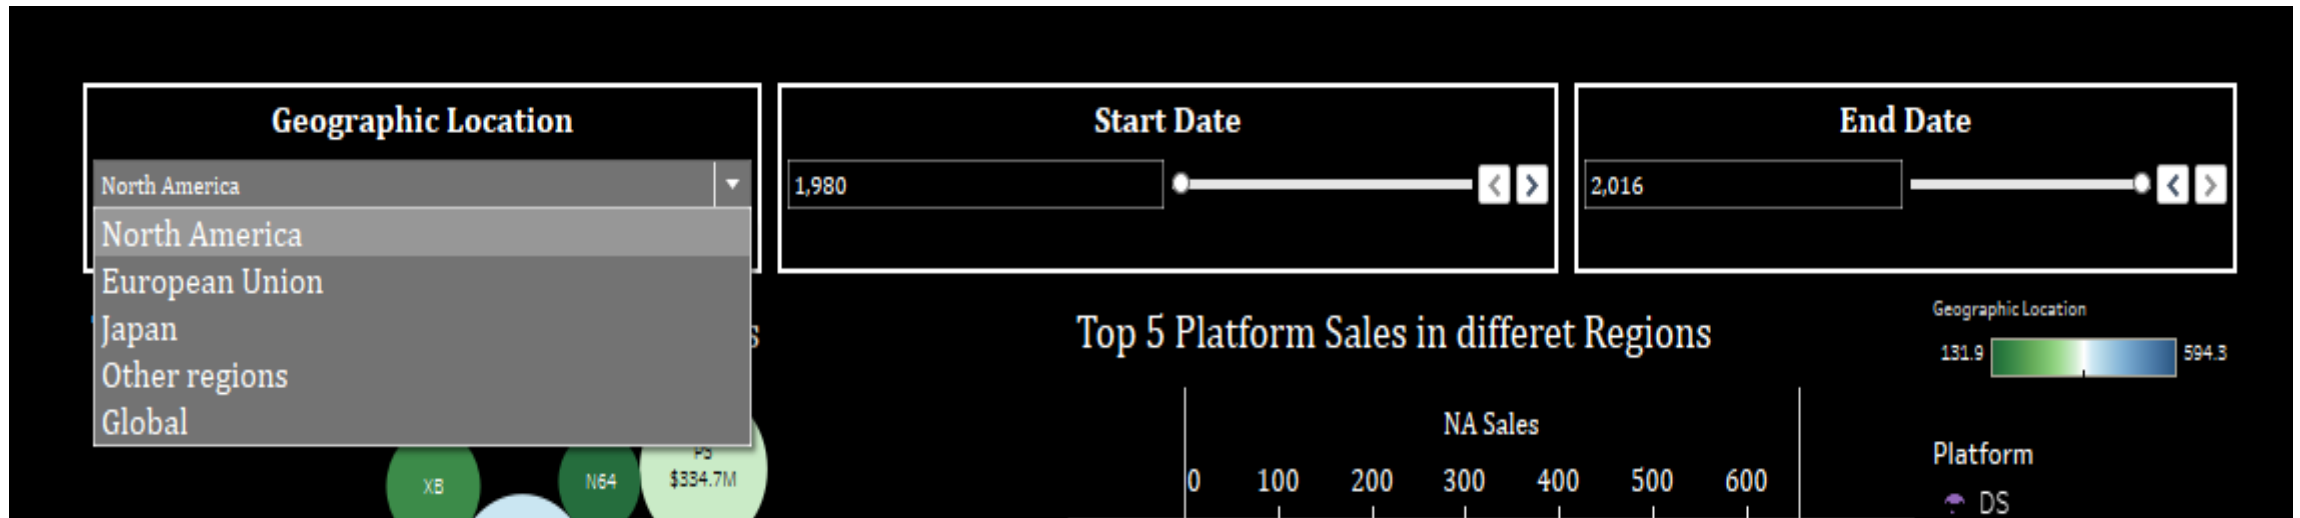 Geographic Location
North America
North America
European Union
Japan
Other regions
Global
Start Date
1,980
End Date
2,016
Top 5 Platform Sales in differet Regions
Geographic Location
131.9
594.3
NA Sales
0 100 200 300 400 500 600
XB
N64
PS
$334.7M
Platform
DS